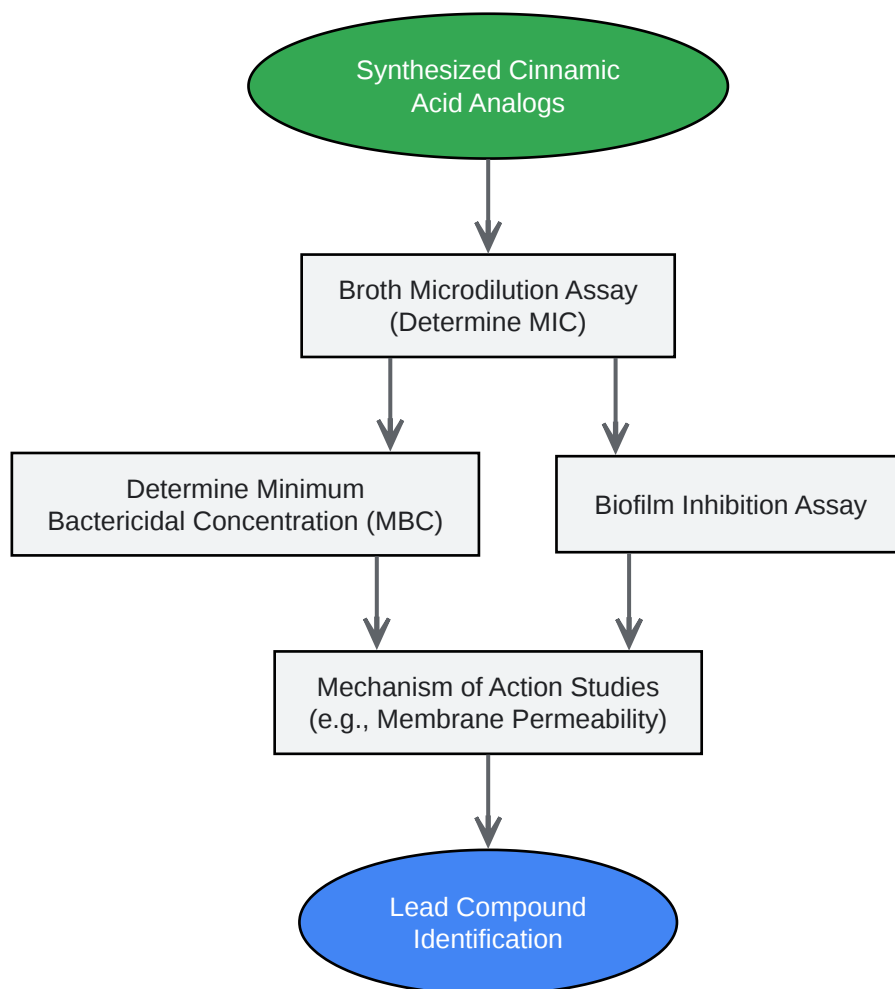 Synthesized Cinnamic
Acid Analogs
Broth Microdilution Assay
(Determine MIC)
Determine Minimum
Bactericidal Concentration (MBC)
Biofilm Inhibition Assay
Mechanism of Action Studies
(e.g., Membrane Permeability)
Lead Compound
Identification